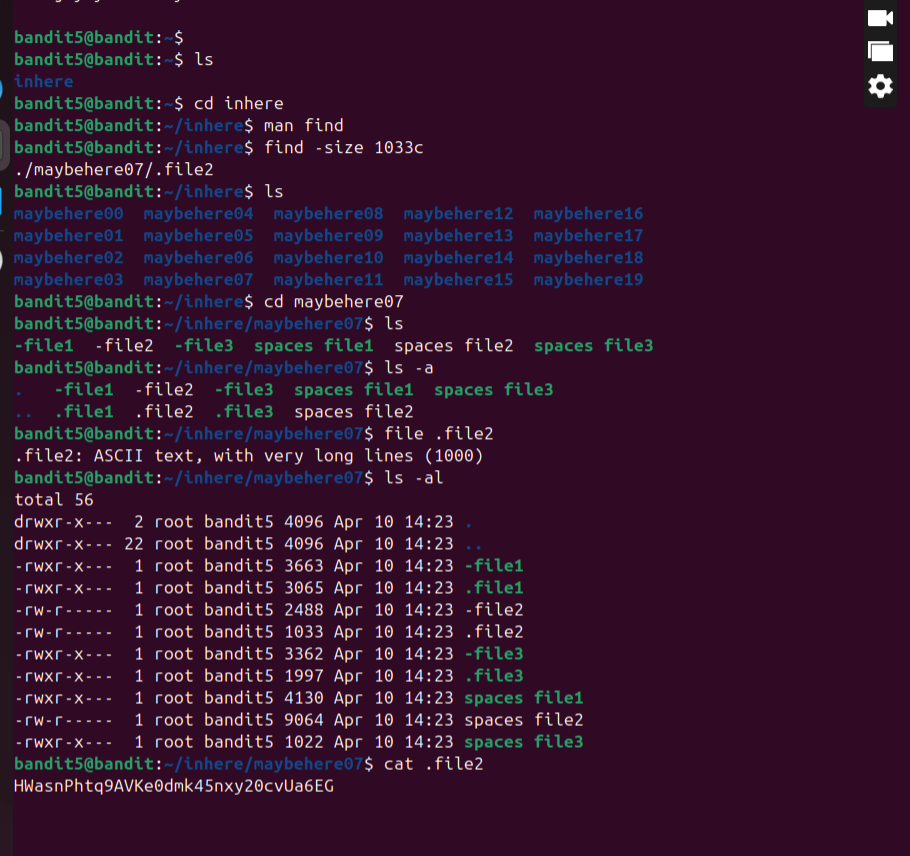 bandit5@bandit:~$
bandit5@bandit:~$ ls
inhere
bandit5@bandit:~$ cd inhere
bandit5@bandit:~/inhere$ man find
bandit5@bandit:~/inhere$ find -size 1033c
./maybehere07/.file2
bandit5@bandit:~/inhere$ ls
maybehere00  maybehere04  maybehere08  maybehere12  maybehere16
maybehere01  maybehere05  maybehere09  maybehere13  maybehere17
maybehere02  maybehere06  maybehere10  maybehere14  maybehere18
maybehere03  maybehere07  maybehere11  maybehere15  maybehere19
bandit5@bandit:~/inhere$ cd maybehere07
bandit5@bandit:~/inhere/maybehere07$ ls
-file1  -file2  -file3  spaces file1  spaces file2  spaces file3
bandit5@bandit:~/inhere/maybehere07$ ls -a
.   -file1  -file2  -file3  spaces file1  spaces file3
..  .file1  .file2  .file3  spaces file2
bandit5@bandit:~/inhere/maybehere07$ file .file2
.file2: ASCII text, with very long lines (1000)
bandit5@bandit:~/inhere/maybehere07$ ls -al
total 56
drwxr-x---  2 root bandit5 4096 Apr 10 14:23 .
drwxr-x--- 22 root bandit5 4096 Apr 10 14:23 ..
-rwxr-x---  1 root bandit5 3663 Apr 10 14:23 -file1
-rwxr-x---  1 root bandit5 3065 Apr 10 14:23 .file1
-rw-r-----  1 root bandit5 2488 Apr 10 14:23 -file2
-rw-r-----  1 root bandit5 1033 Apr 10 14:23 .file2
-rwxr-x---  1 root bandit5 3362 Apr 10 14:23 -file3
-rwxr-x---  1 root bandit5 1997 Apr 10 14:23 .file3
-rwxr-x---  1 root bandit5 4130 Apr 10 14:23 spaces file1
-rw-r-----  1 root bandit5 9064 Apr 10 14:23 spaces file2
-rwxr-x---  1 root bandit5 1022 Apr 10 14:23 spaces file3
bandit5@bandit:~/inhere/maybehere07$ cat .file2
HWasnPhtq9AVKe0dmk45nxy20cvUa6EG